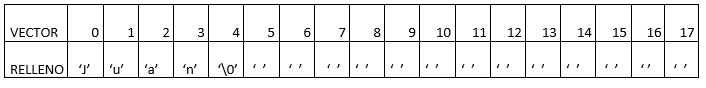 VECTOR 0 1 2 3 4 5 6 7 8 9 10 11 12 13 14 15 16 17
RELLENO ‘J’ ‘u’ ‘a’ ‘n’ ‘\0’ ‘ ’ ‘ ’ ‘ ’ ‘ ’ ‘ ’ ‘ ’ ‘ ’ ‘ ’ ‘ ’ ‘ ’ ‘ ’ ‘ ’ ‘ ’